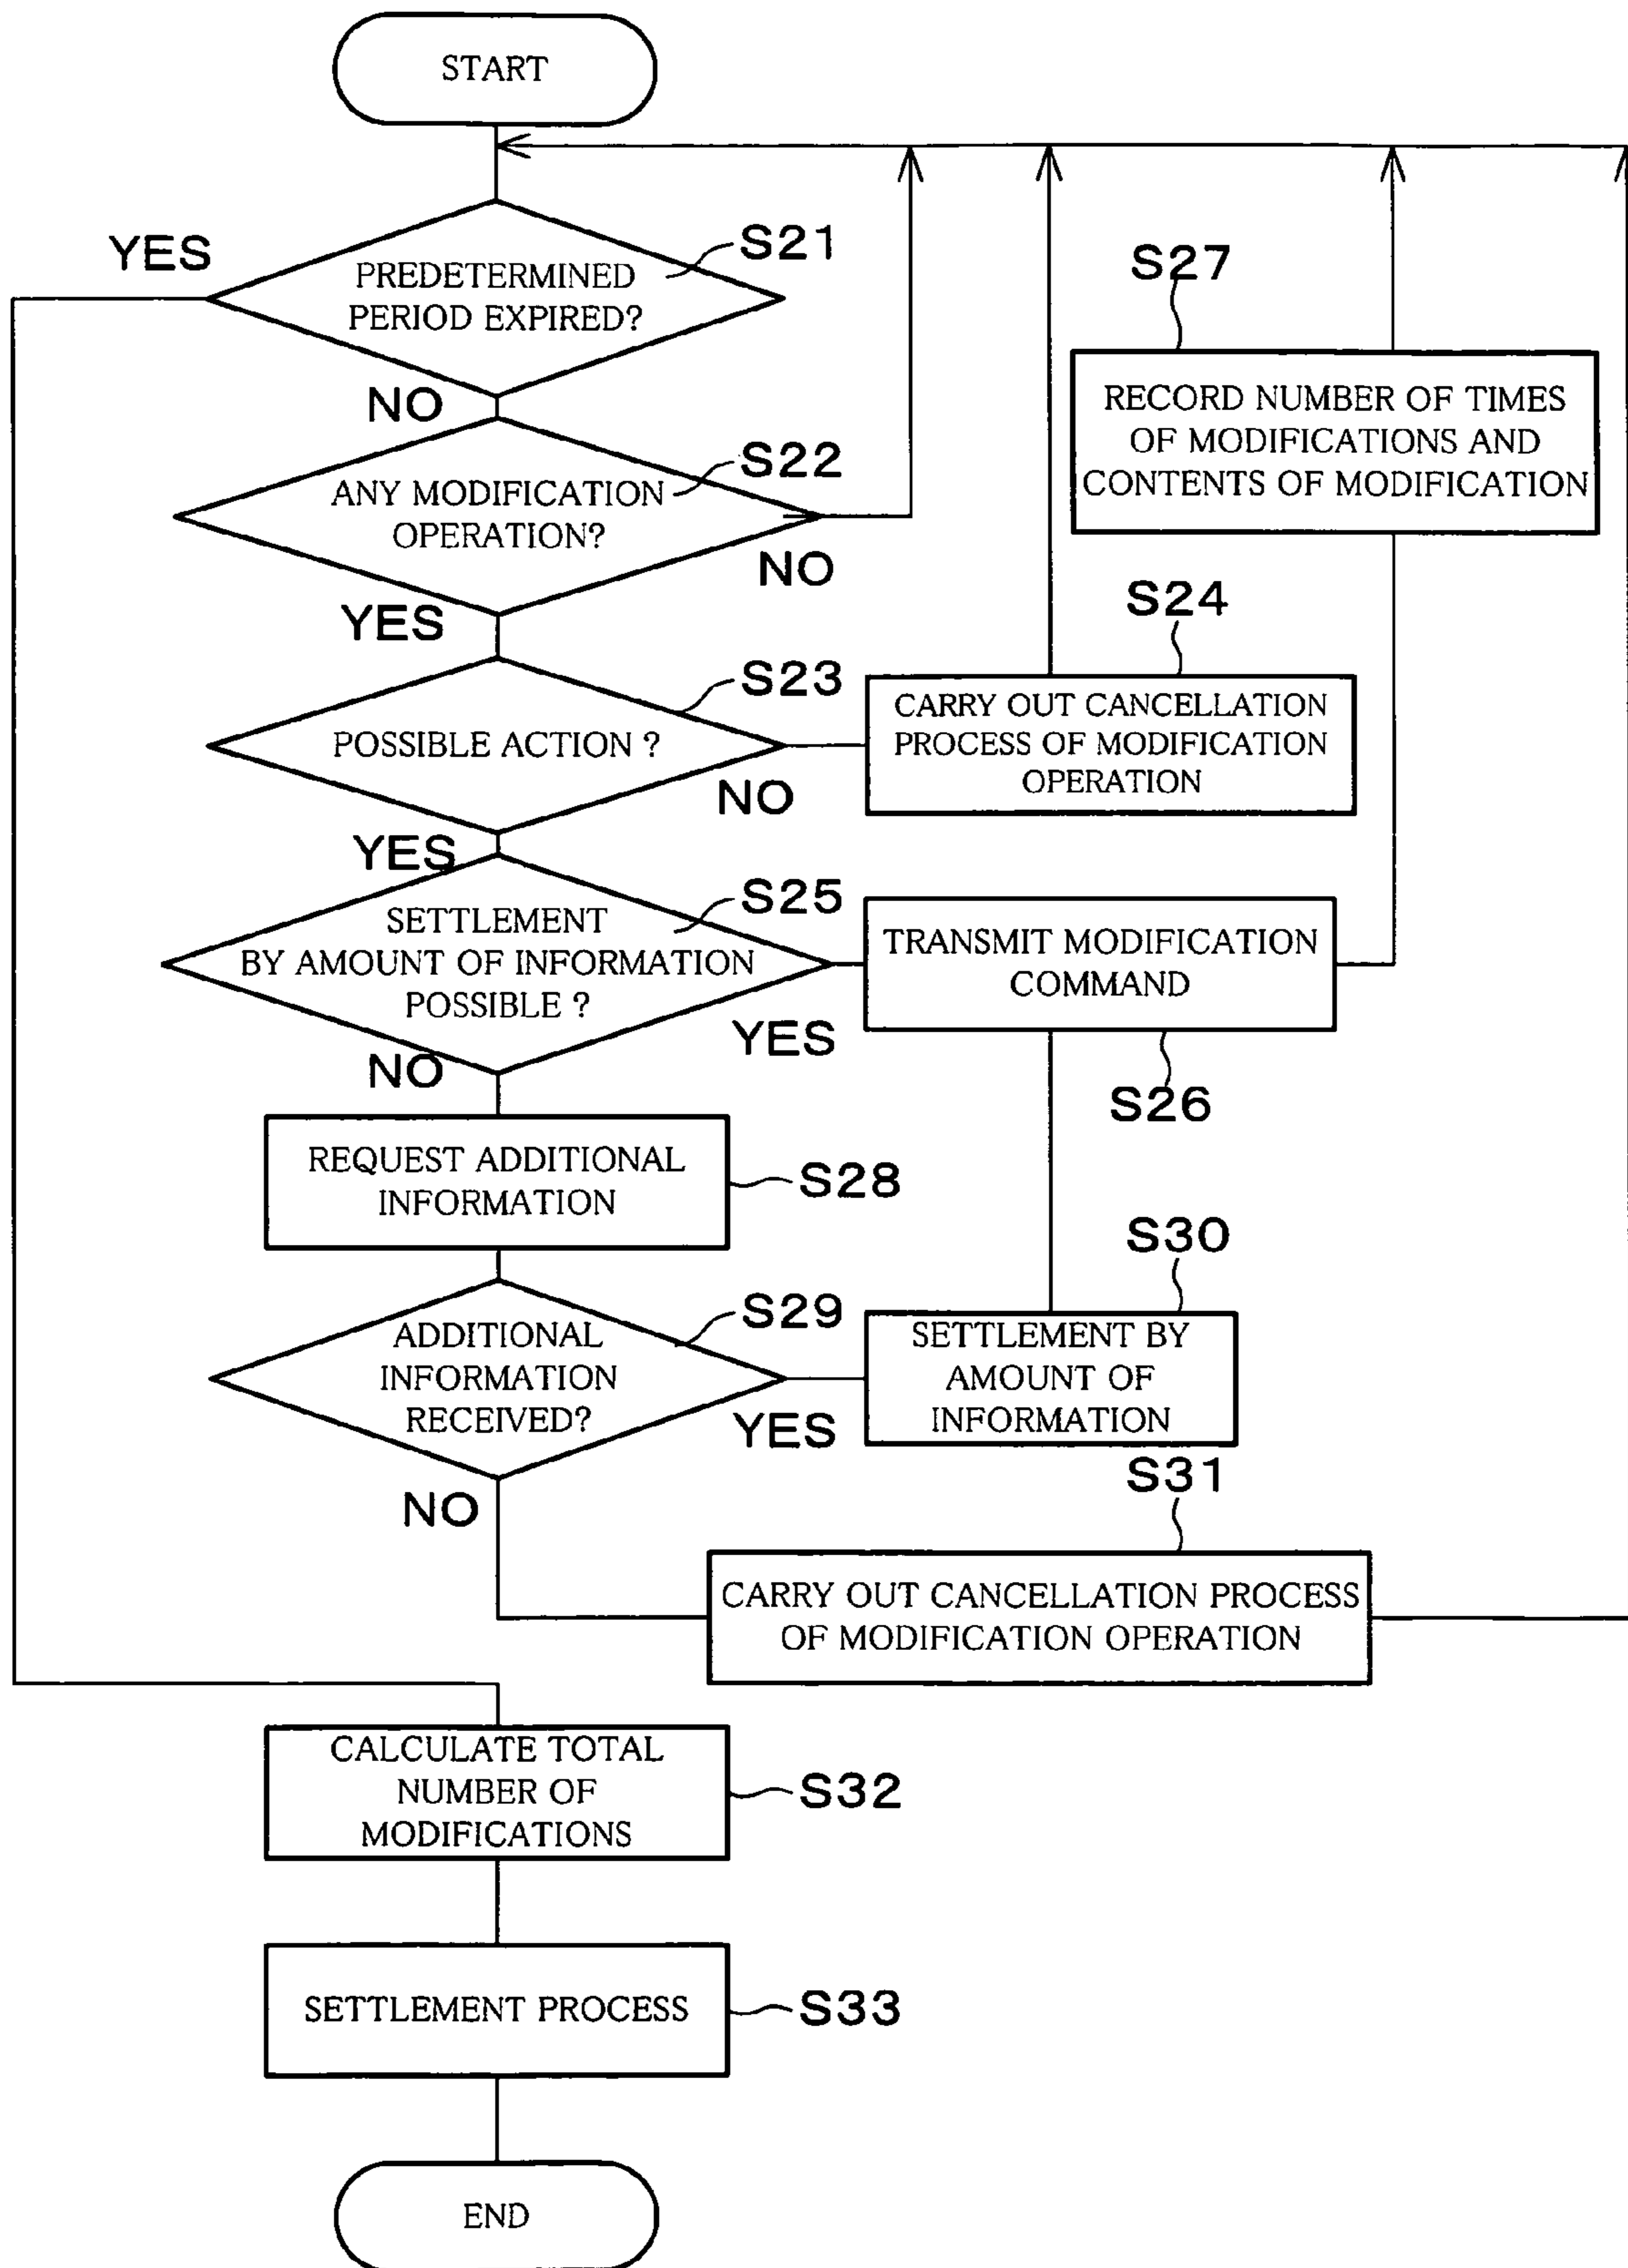 START
YES
S21
PREDETERMINED
PERIOD EXPIRED?
NO
S22
ANY MODIFICATION
OPERATION?
NO
YES
S27
RECORD NUMBER OF TIMES
OF MODIFICATIONS AND
CONTENTS OF MODIFICATION
S23
POSSIBLE ACTION ?
NO
S24
CARRY OUT CANCELLATION
PROCESS OF MODIFICATION
OPERATION
YES
S25
SETTLEMENT
BY AMOUNT OF INFORMATION
POSSIBLE ?
YES
TRANSMIT MODIFICATION
COMMAND
S26
NO
REQUEST ADDITIONAL
INFORMATION
S28
S29
ADDITIONAL
INFORMATION
RECEIVED?
YES
S30
SETTLEMENT BY
AMOUNT OF
INFORMATION
NO
S31
CARRY OUT CANCELLATION PROCESS
OF MODIFICATION OPERATION
CALCULATE TOTAL
NUMBER OF
MODIFICATIONS
S32
SETTLEMENT PROCESS
S33
END